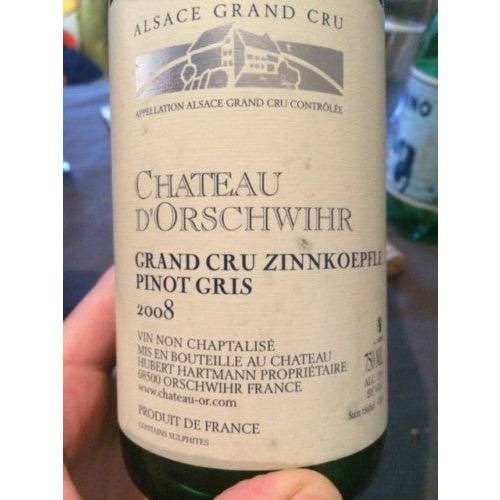 ALSACE GRAND CRU
APPELLATION ALSACE GRAND CRU CONTRÔLÉE
CHATEAU
D'ORSCHWIHR
GRAND CRU ZINNKOEPFLE
PINOT GRIS
2008
VIN NON CHAPTALISÉ
MIS EN BOUTEILLE AU CHATEAU
HUBERT HARTMANN PROPRIÉTAIRE
68500 ORSCHWIHR FRANCE
www.chateau-or.com
PRODUIT DE FRANCE
CONTAINS SULPHITES
750 ML